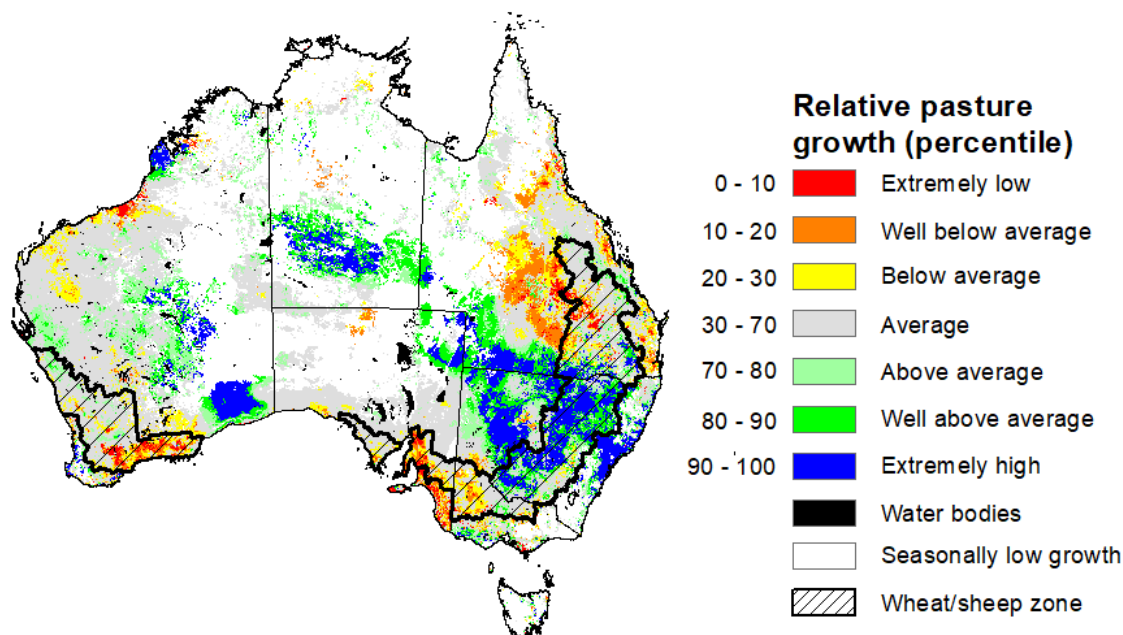 Relative pasture
growth (percentile)
0 - 10 Extremely low
10 - 20 Well below average
20 - 30 Below average
30 - 70 Average
70 - 80 Above average
80 - 90 Well above average
90 - 100 Extremely high
Water bodies
Seasonally low growth
Wheat/sheep zone